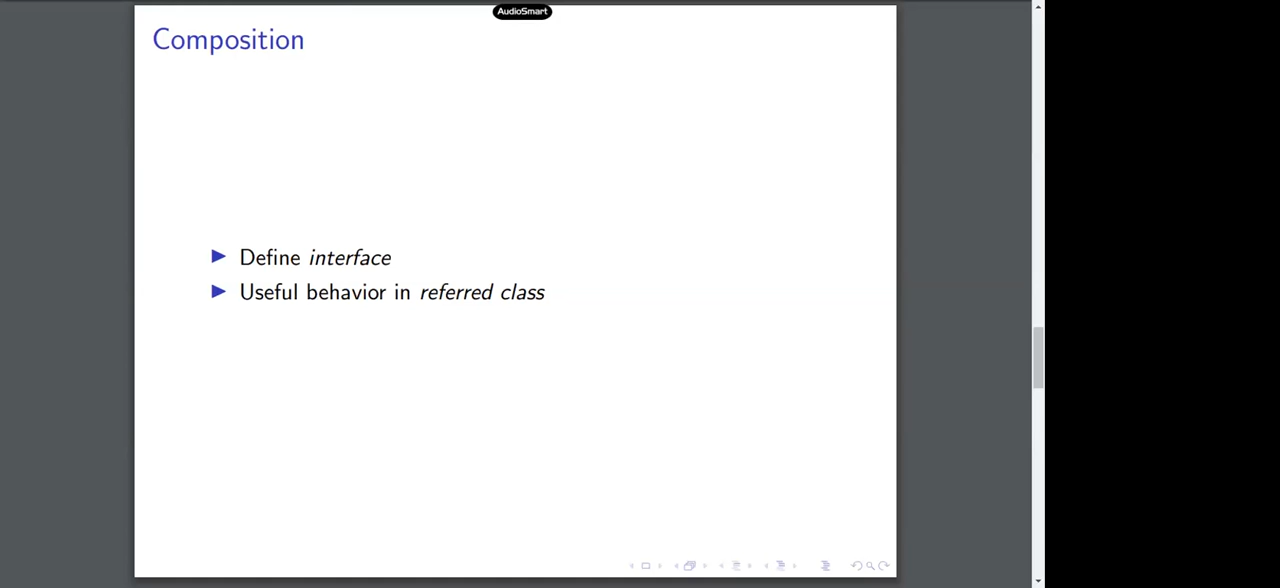 AudioSmart
Composition
Define interface
Useful behavior in referred class